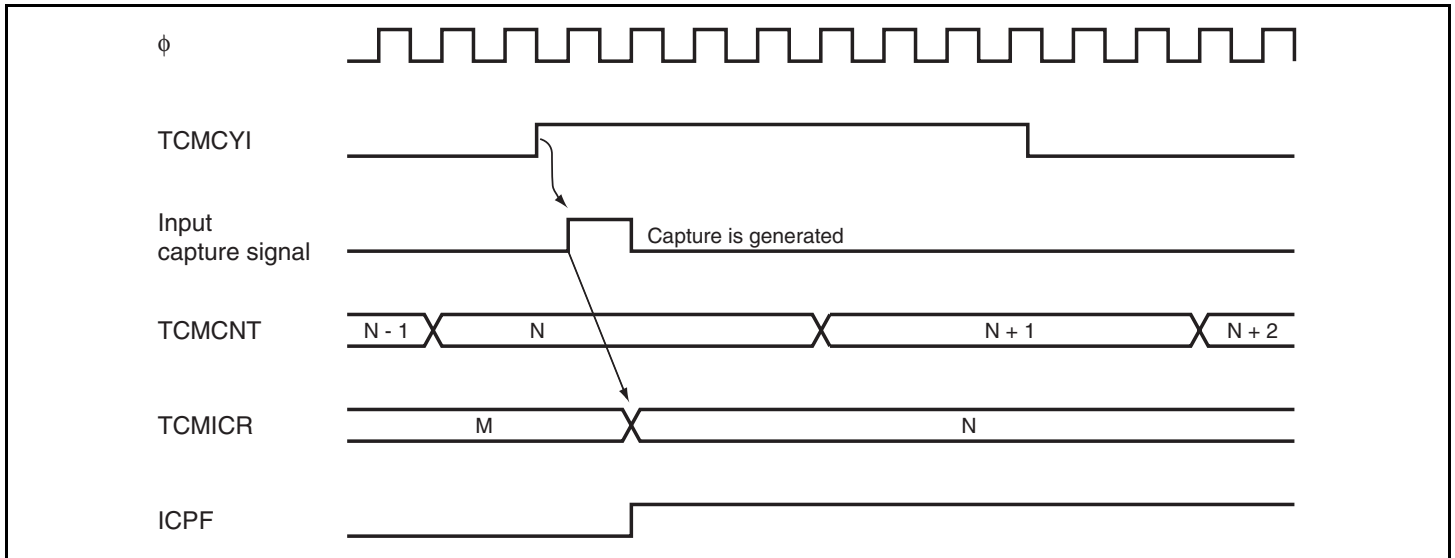 ϕ
TCMCYI
Input
capture signal
Capture is generated
TCMCNT
N - 1
N
N + 1
N + 2
TCMICR
M
N
ICPF